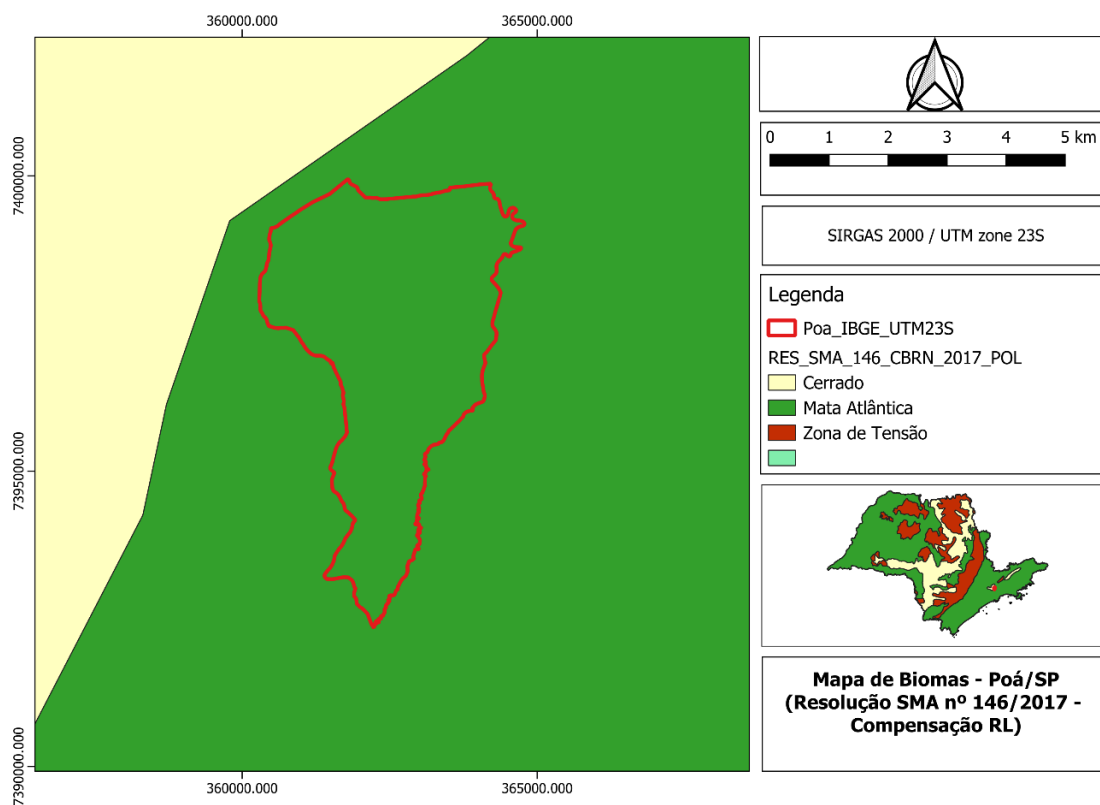 360000.000
365000.000
7400000.000
7395000.000
7390000.000
360000.000
365000.000
0 1 2 3 4 5 km
SIRGAS 2000 / UTM zone 23S
Legenda
Poa_IBGE_UTM23S
RES_SMA_146_CBRN_2017_POL
Cerrado
Mata Atlântica
Zona de Tensão
Mapa de Biomas - Poá/SP
(Resolução SMA nº 146/2017 -
Compensação RL)